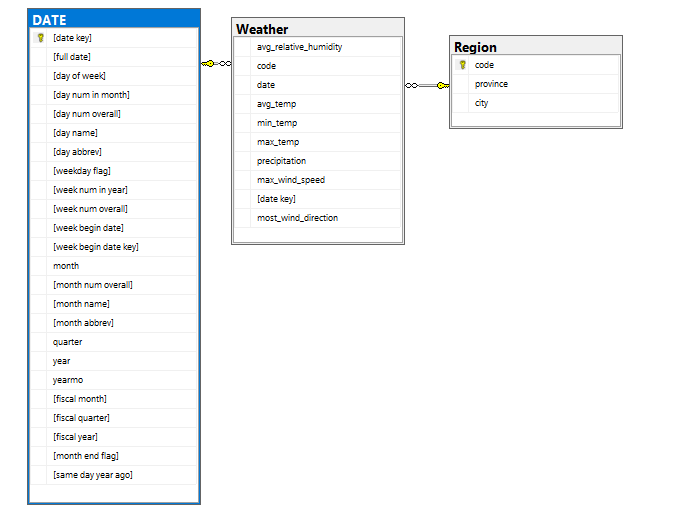 DATE
[date key]
[full date]
[day of week]
[day num in month]
[day num overall]
[day name]
[day abbrev]
[weekday flag]
[week num in year]
[week num overall]
[week begin date]
[week begin date key]
month
[month num overall]
[month name]
[month abbrev]
quarter
year
yearmo
[fiscal month]
[fiscal quarter]
[fiscal year]
[month end flag]
[same day year ago]
Weather
avg_relative_humidity
code
date
avg_temp
min_temp
max_temp
precipitation
max_wind_speed
[date key]
most_wind_direction
Region
code
province
city